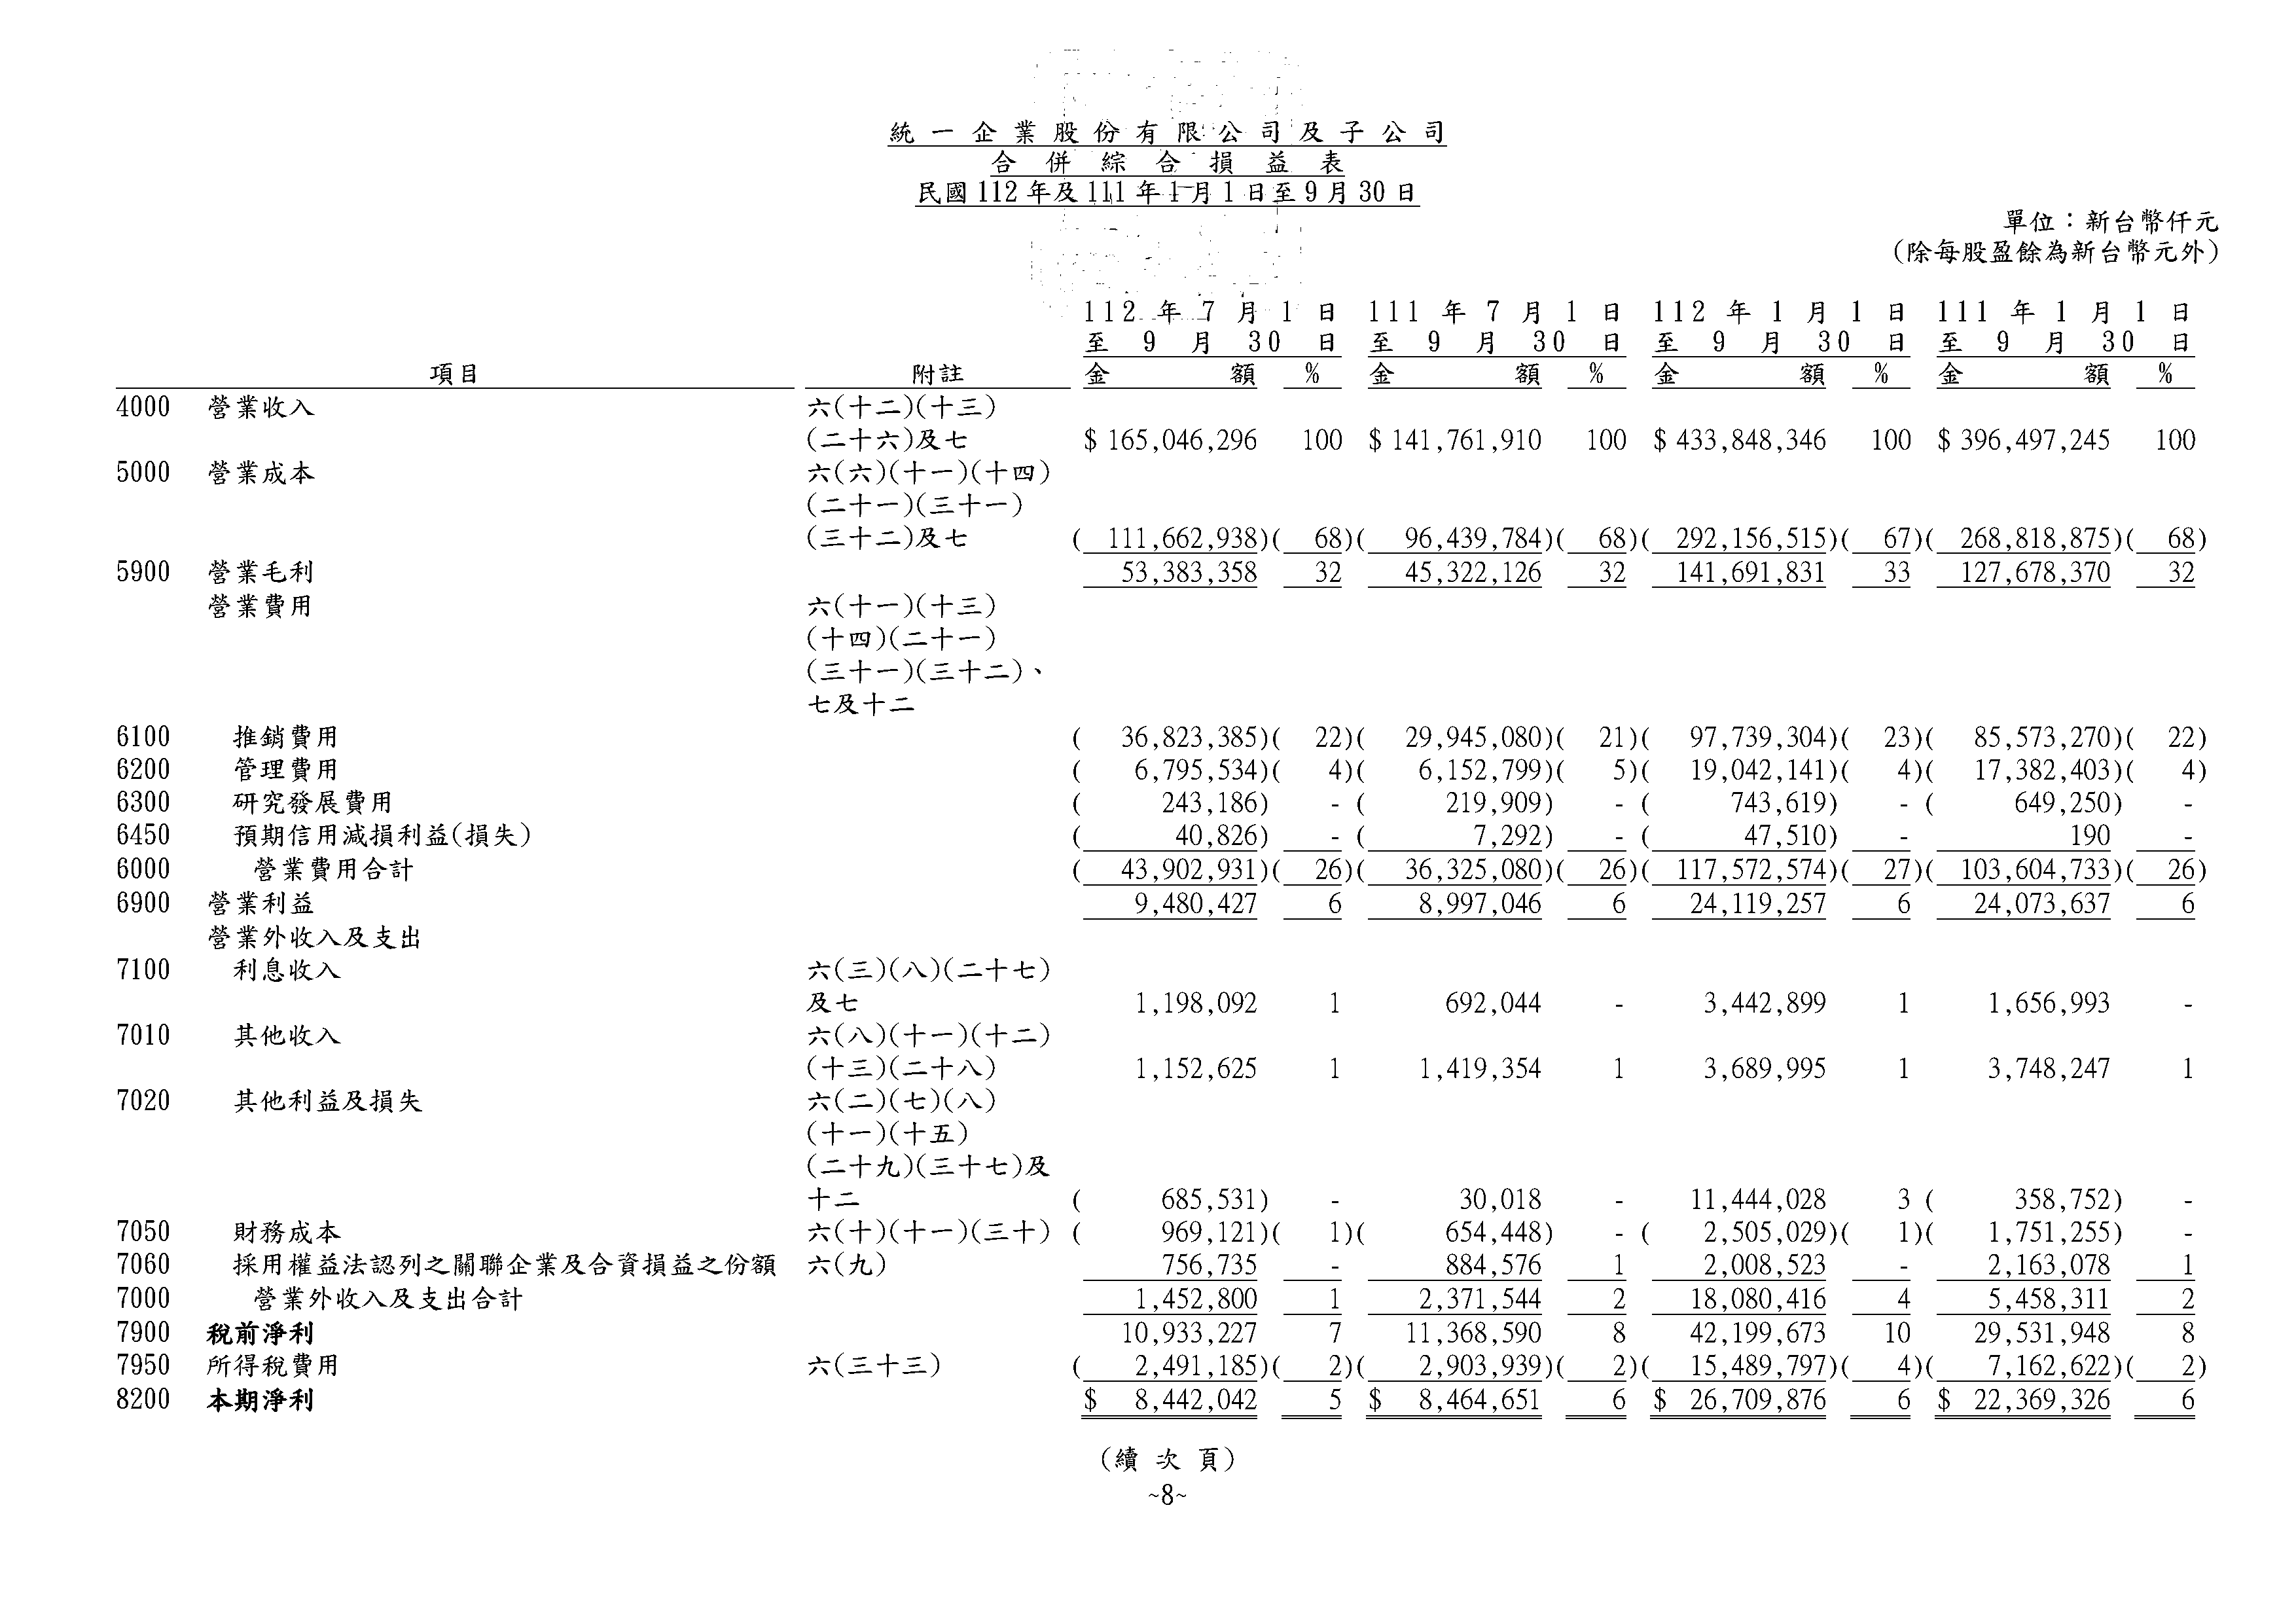 統一企業股份有限公司及子公司
合併綜合損益表
民國112年及111年1月1日至9月30日
單位：新台幣仟元
(除每股盈餘為新台幣元外)
112年7月1日 111年7月1日 112年1月1日 111年1月1日
至9月30日 至9月30日 至9月30日 至9月30日
項目 附註 金額 % 金額 % 金額 % 金額 %
4000 營業收入 六(十二)(十三)
(二十六)及七 $ 165,046,296 100 $ 141,761,910 100 $ 433,848,346 100 $ 396,497,245 100
5000 營業成本 六(六)(十一)(十四)
(二十一)(三十一)
(三十二)及七 ( 111,662,938)( 68)( 96,439,784)( 68)( 292,156,515)( 67)( 268,818,875)( 68)
5900 營業毛利 53,383,358 32 45,322,126 32 141,691,831 33 127,678,370 32
營業費用 六(十一)(十三)
(十四)(二十一)
(三十一)(三十二)、
七及十二
6100 推銷費用 ( 36,823,385)( 22)( 29,945,080)( 21)( 97,739,304)( 23)( 85,573,270)( 22)
6200 管理費用 ( 6,795,534)( 4)( 6,152,799)( 5)( 19,042,141)( 4)( 17,382,403)( 4)
6300 研究發展費用 ( 243,186) - ( 219,909) - ( 743,619) - ( 649,250) -
6450 預期信用減損利益(損失) ( 40,826) - ( 7,292) - ( 47,510) - 190 -
6000 營業費用合計 ( 43,902,931)( 26)( 36,325,080)( 26)( 117,572,574)( 27)( 103,604,733)( 26)
6900 營業利益 9,480,427 6 8,997,046 6 24,119,257 6 24,073,637 6
營業外收入及支出
7100 利息收入 六(三)(八)(二十七)
及七 1,198,092 1 692,044 - 3,442,899 1 1,656,993 -
7010 其他收入 六(八)(十一)(十二)
(十三)(二十八) 1,152,625 1 1,419,354 1 3,689,995 1 3,748,247 1
7020 其他利益及損失 六(二)(七)(八)
(十一)(十五)
(二十九)(三十七)及
十二 ( 685,531) - 30,018 - 11,444,028 3 ( 358,752) -
7050 財務成本 六(十)(十一)(三十) ( 969,121)( 1)( 654,448) - ( 2,505,029)( 1)( 1,751,255) -
7060 採用權益法認列之關聯企業及合資損益之份額 六(九) 756,735 - 884,576 1 2,008,523 - 2,163,078 1
7000 營業外收入及支出合計 1,452,800 1 2,371,544 2 18,080,416 4 5,458,311 2
7900 稅前淨利 10,933,227 7 11,368,590 8 42,199,673 10 29,531,948 8
7950 所得稅費用 六(三十三) ( 2,491,185)( 2)( 2,903,939)( 2)( 15,489,797)( 4)( 7,162,622)( 2)
8200 本期淨利 $ 8,442,042 5 $ 8,464,651 6 $ 26,709,876 6 $ 22,369,326 6
(續次頁)
~8~